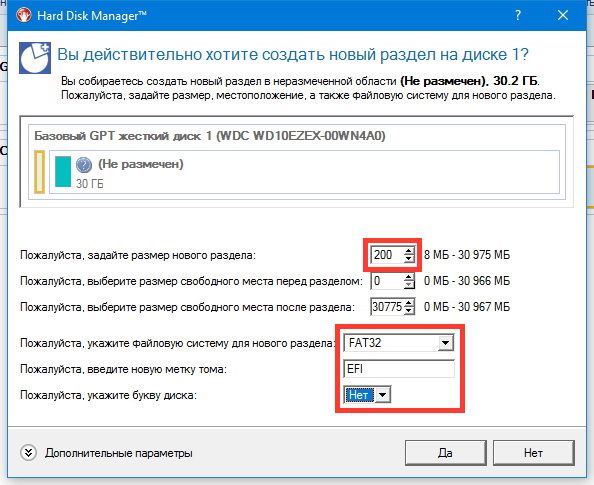 Hard Disk Manager™
Вы действительно хотите создать новый раздел на диске 1?
Вы собираетесь создать новый раздел в неразмеченной области (Не размечен), 30.2 ГБ.
Пожалуйста, задайте размер, местоположение, а также файловую систему для нового раздела.
Базовый GPT жесткий диск 1 (WDC WD10EZEX-00WN4A0)
(Не размечен)
30 ГБ
Пожалуйста, задайте размер нового раздела: 200 8 МБ - 30 975 МБ
Пожалуйста, выберите размер свободного места перед разделом: 0 0 МБ - 30 966 МБ
Пожалуйста, выберите размер свободного места после раздела: 30775 0 МБ - 30 967 МБ
Пожалуйста, укажите файловую систему для нового раздела: FAT32
Пожалуйста, введите новую метку тома: EFI
Пожалуйста, укажите букву диска: Нет
Дополнительные параметры Да Нет